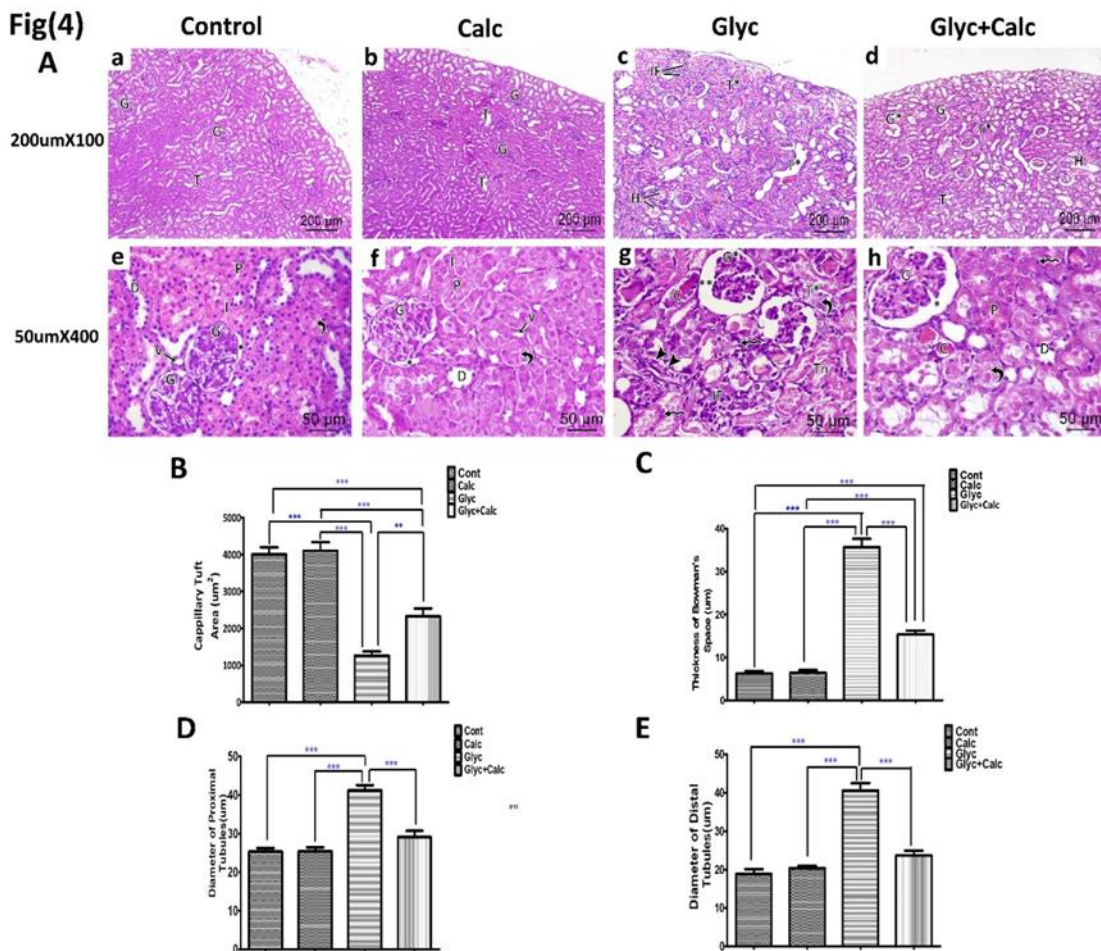 Fig(4)
Control
Calc
Glyc
Glyc+Calc
A
200umX100
a
G
G
T
200 µm
b
G
T
G
T
200 µm
c
IF
T*
H
200 µm
d
G*
G
T*
H
T
200 µm
50umX400
e
D
P
I
G
*
V
G
50 µm
f
I
P
G
V
*
D
50 µm
g
G*
**
C
T*
Tn
IF
50 µm
h
G
*
P
C
D
50 µm
B
Cont
Calc
Glyc
Glyc+Calc
***
***
***
***
**
Cappillary Tuft
Area (um²)
5000
4000
3000
2000
1000
0
C
Cont
Calc
Glyc
Glyc+Calc
***
***
***
***
***
Thickness of Bowman's
Space (um)
40
30
20
10
0
D
Cont
Calc
Glyc
Glyc+Calc
***
***
***
Diameter of Proximal
Tubules(um)
50
40
30
20
10
0
E
Cont
Calc
Glyc
Glyc+Calc
***
***
***
Diameter of Distal
Tubules(um)
50
40
30
20
10
0